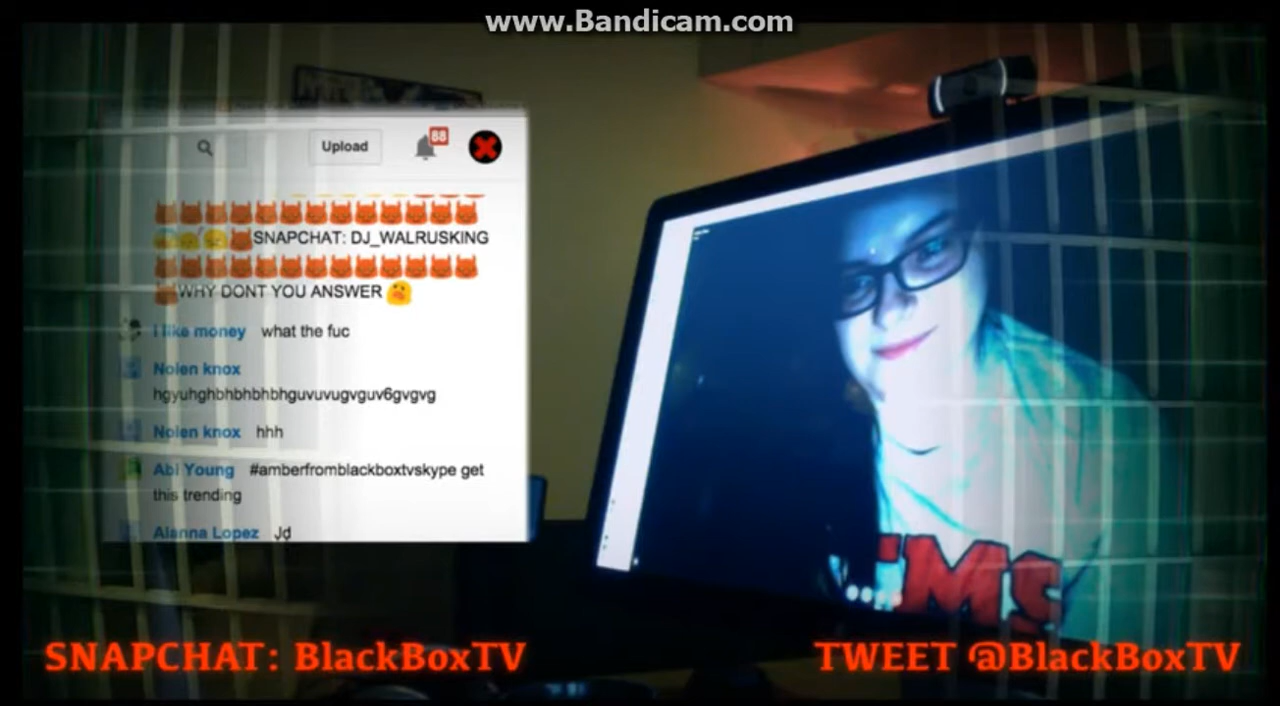 www.Bandicam.com
Upload
88
SNAPCHAT: DJ_WALRUSKING
WHY DONT YOU ANSWER
I like money what the fuc
Nolen knox
hgyuhghbhbhbhbhguvuvugvguv6gvgvg
Nolen knox hhh
Abi Young #amberfromblackboxtvskype get
this trending
Alanna Lopez Jd
SNAPCHAT: BlackBoxTV
TWEET @BlackBoxTV